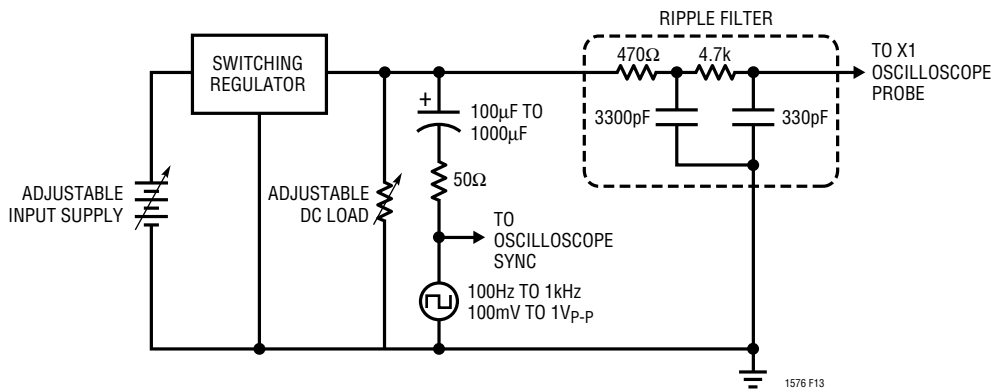 RIPPLE FILTER
SWITCHING
REGULATOR
470Ω
4.7k
TO X1
OSCILLOSCOPE
PROBE
+
100µF TO
1000µF
3300pF
330pF
ADJUSTABLE
INPUT SUPPLY
ADJUSTABLE
DC LOAD
50Ω
TO
OSCILLOSCOPE
SYNC
100Hz TO 1kHz
100mV TO 1VP-P
1576 F13